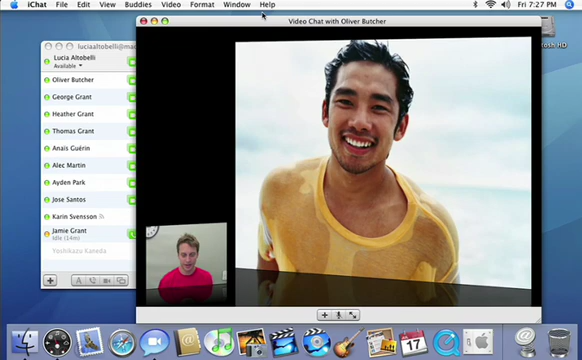 iChat File Edit View Buddies Video Format Window Help
Fri 7:27 PM
Video Chat with Oliver Butcher
luciaaltobelli@mac
Lucia Altobelli
Available
Oliver Butcher
George Grant
Heather Grant
Thomas Grant
Anaïs Guérin
Alec Martin
Ayden Park
Jose Santos
Karin Svensson
Jamie Grant
Idle (14m)
Yoshikazu Kaneda
A
17